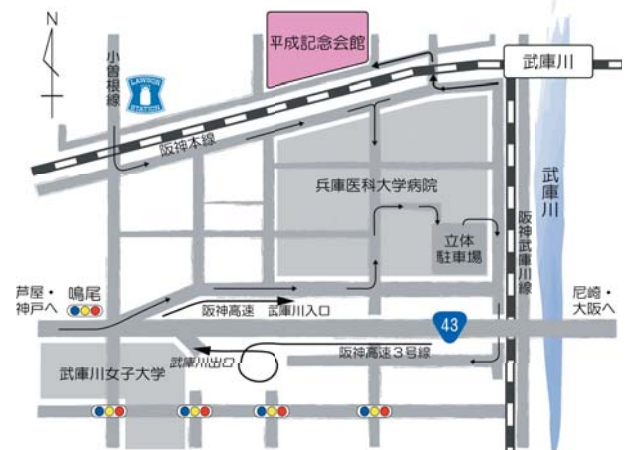 N
平成記念会館
武庫川
小曽根線
LAWSON
STATION
阪神本線
兵庫医科大学病院
武庫川
立体
駐車場
阪神武庫川線
芦屋・
神戸へ
鳴尾
阪神高速 武庫川入口
43
尼崎・
大阪へ
武庫川出口
阪神高速3号線
武庫川女子大学